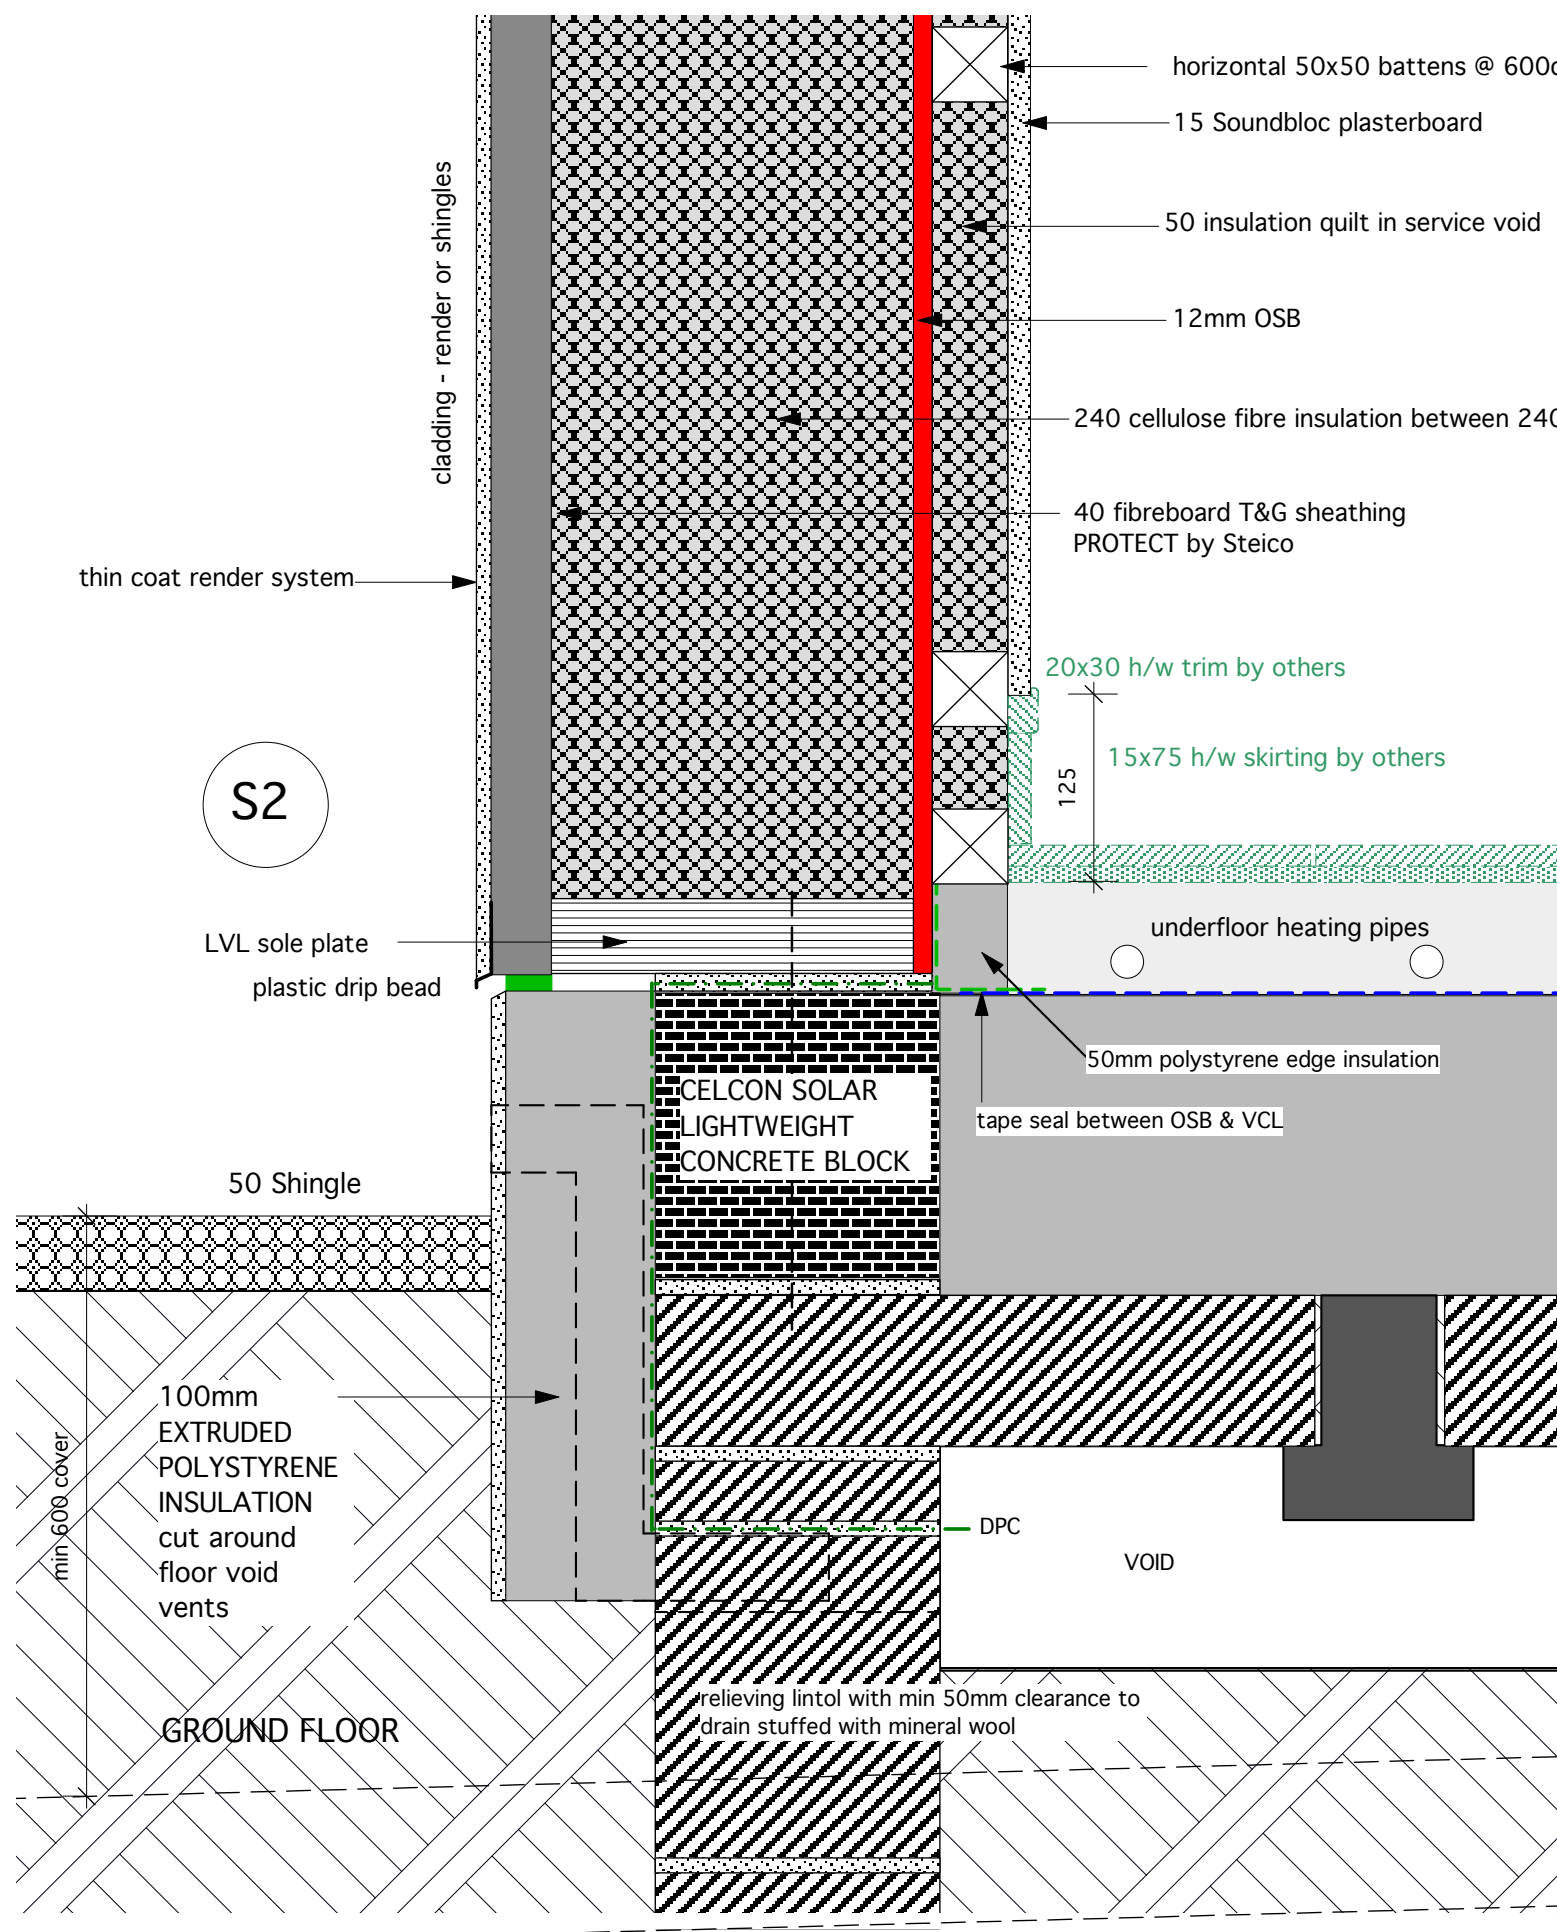 horizontal 50x50 battens @ 600
15 Soundbloc plasterboard
cladding - render or shingles
50 insulation quilt in service void
12mm OSB
240 cellulose fibre insulation between 240
40 fibreboard T&G sheathing
PROTECT by Steico
thin coat render system
20x30 h/w trim by others
15x75 h/w skirting by others
125
S2
LVL sole plate
underfloor heating pipes
plastic drip bead
50mm polystyrene edge insulation
CELCON SOLAR
LIGHTWEIGHT
CONCRETE BLOCK
tape seal between OSB & VCL
50 Shingle
100mm
EXTRUDED
POLYSTYRENE
INSULATION
cut around
floor void
vents
min 600 cover
DPC
VOID
relieving lintol with min 50mm clearance to
drain stuffed with mineral wool
GROUND FLOOR